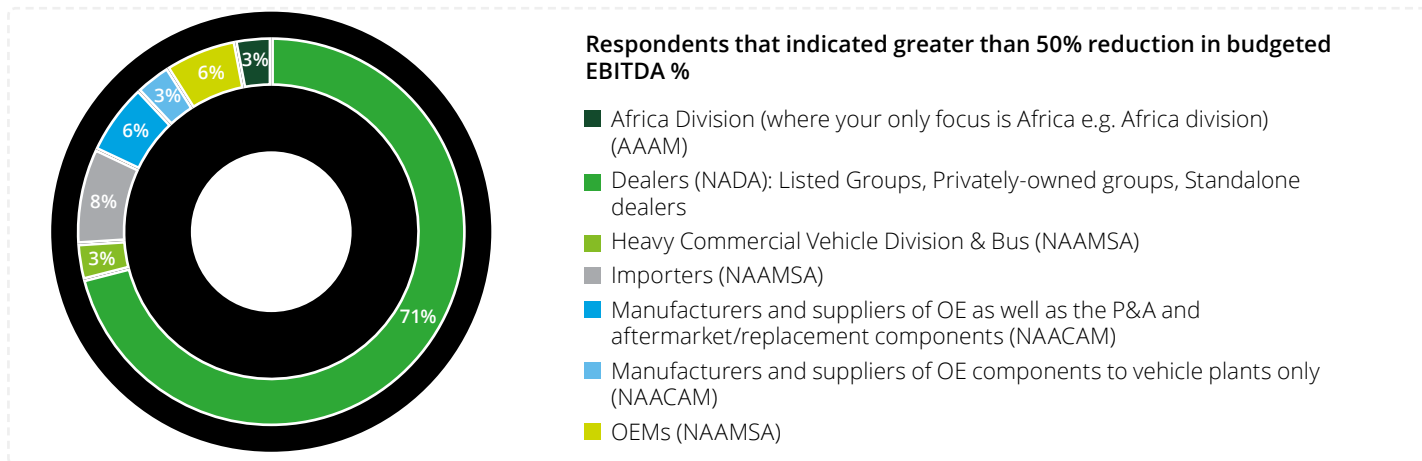 Respondents that indicated greater than 50% reduction in budgeted
EBITDA %
3%
6%
3%
6%
8%
3%
71%
Africa Division (where your only focus is Africa e.g. Africa division)
(AAAM)
Dealers (NADA): Listed Groups, Privately-owned groups, Standalone
dealers
Heavy Commercial Vehicle Division & Bus (NAAMSA)
Importers (NAAMSA)
Manufacturers and suppliers of OE as well as the P&A and
aftermarket/replacement components (NAACAM)
Manufacturers and suppliers of OE components to vehicle plants only
(NAACAM)
OEMs (NAAMSA)